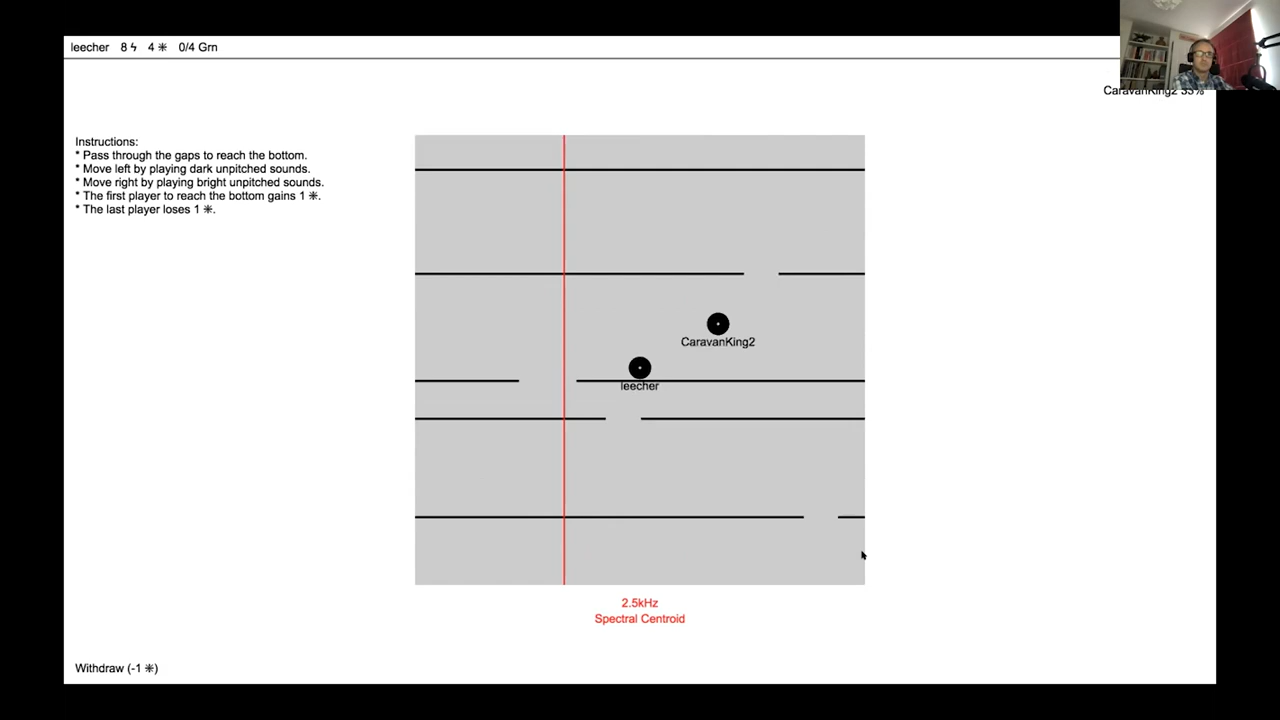 leecher 8 ϟ 4 ⁜ 0/4 Grn
CaravanKing2 33%
Instructions:
* Pass through the gaps to reach the bottom.
* Move left by playing dark unpitched sounds.
* Move right by playing bright unpitched sounds.
* The first player to reach the bottom gains 1 ⁜.
* The last player loses 1 ⁜.
CaravanKing2
leecher
2.5kHz
Spectral Centroid
Withdraw (-1 ⁜)